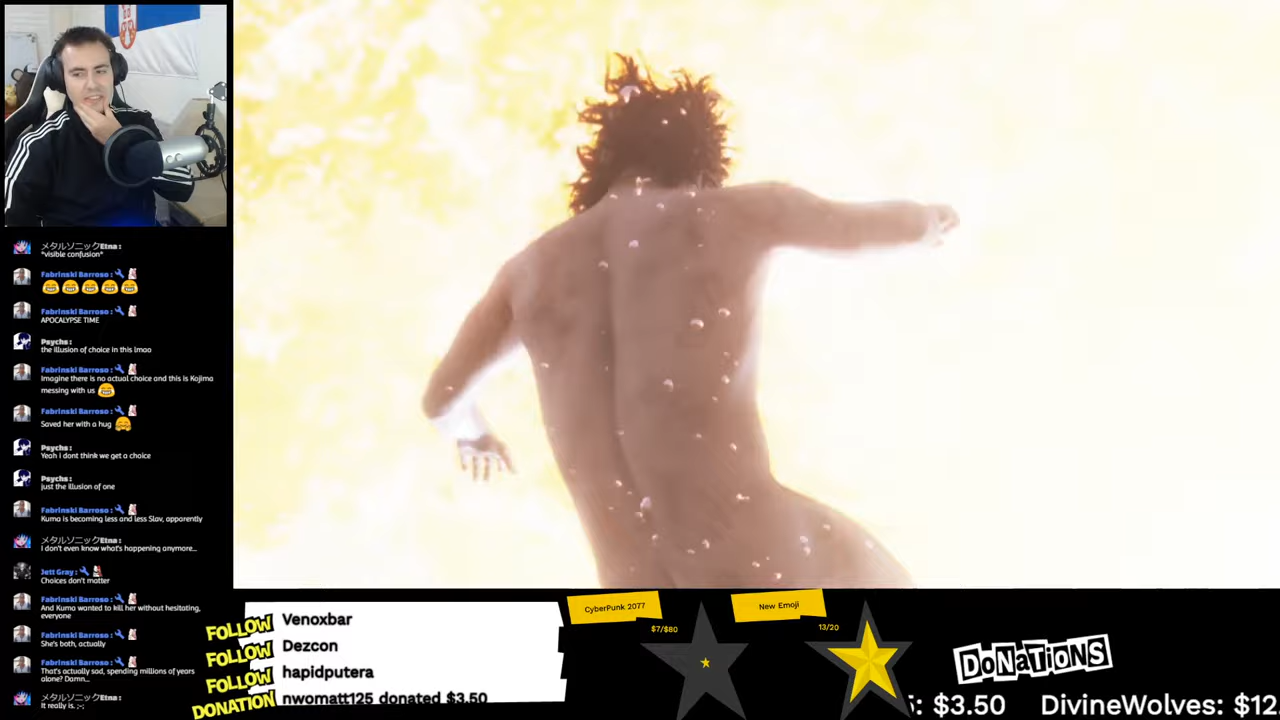 メタルソニックEtna :
*visible confusion*
Fabrinski Barroso :
Fabrinski Barroso :
APOCALYPSE TIME
Psychs :
the illusion of choice in this lmao
Fabrinski Barroso :
Imagine there is no actual choice and this is Kojima
messing with us
Fabrinski Barroso :
Saved her with a hug
Psychs :
Yeah i dont think we get a choice
Psychs :
just the illusion of one
Fabrinski Barroso :
Kuma is becoming less and less Slav, apparently
メタルソニックEtna :
I don't even know what's happening anymore...
Jett Gray :
Choices don't matter
Fabrinski Barroso :
And Kuma wanted to kill her without hesitating,
everyone
Fabrinski Barroso :
She's both, actually
Fabrinski Barroso :
That's actually sad, spending millions of years
alone? Damn...
メタルソニックEtna :
It really is. ;-;
FOLLOW Venoxbar
FOLLOW Dezcon
FOLLOW hapidputera
DONATION nwomatt125 donated $3.50
CyberPunk 2077
$7/$80
New Emoji
13/20
DONATIONS
: $3.50 DivineWolves: $12.